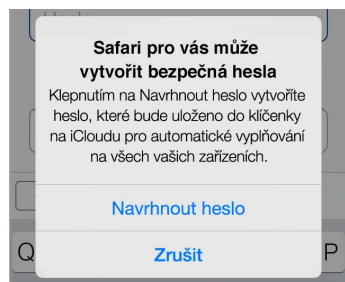 Safari pro vás může
vytvořit bezpečná hesla
Klepnutím na Navrhnout heslo vytvoříte
heslo, které bude uloženo do klíčenky
na iCloudu pro automatické vyplňování
na všech vašich zařízeních.
Navrhnout heslo
Q Zrušit P